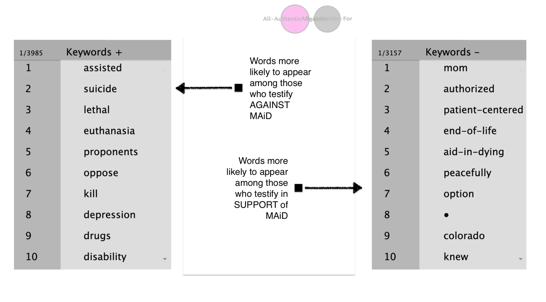 For
1/3985 Keywords +
1 assisted
2 suicide
3 lethal
4 euthanasia
5 proponents
6 oppose
7 kill
8 depression
9 drugs
10 disability
Words more
likely to appear
among those
who testify
AGAINST
MAiD
Words more
likely to appear
among those
who testify in
SUPPORT of
MAiD
1/3157 Keywords -
1 mom
2 authorized
3 patient-centered
4 end-of-life
5 aid-in-dying
6 peacefully
7 option
8 •
9 colorado
10 knew